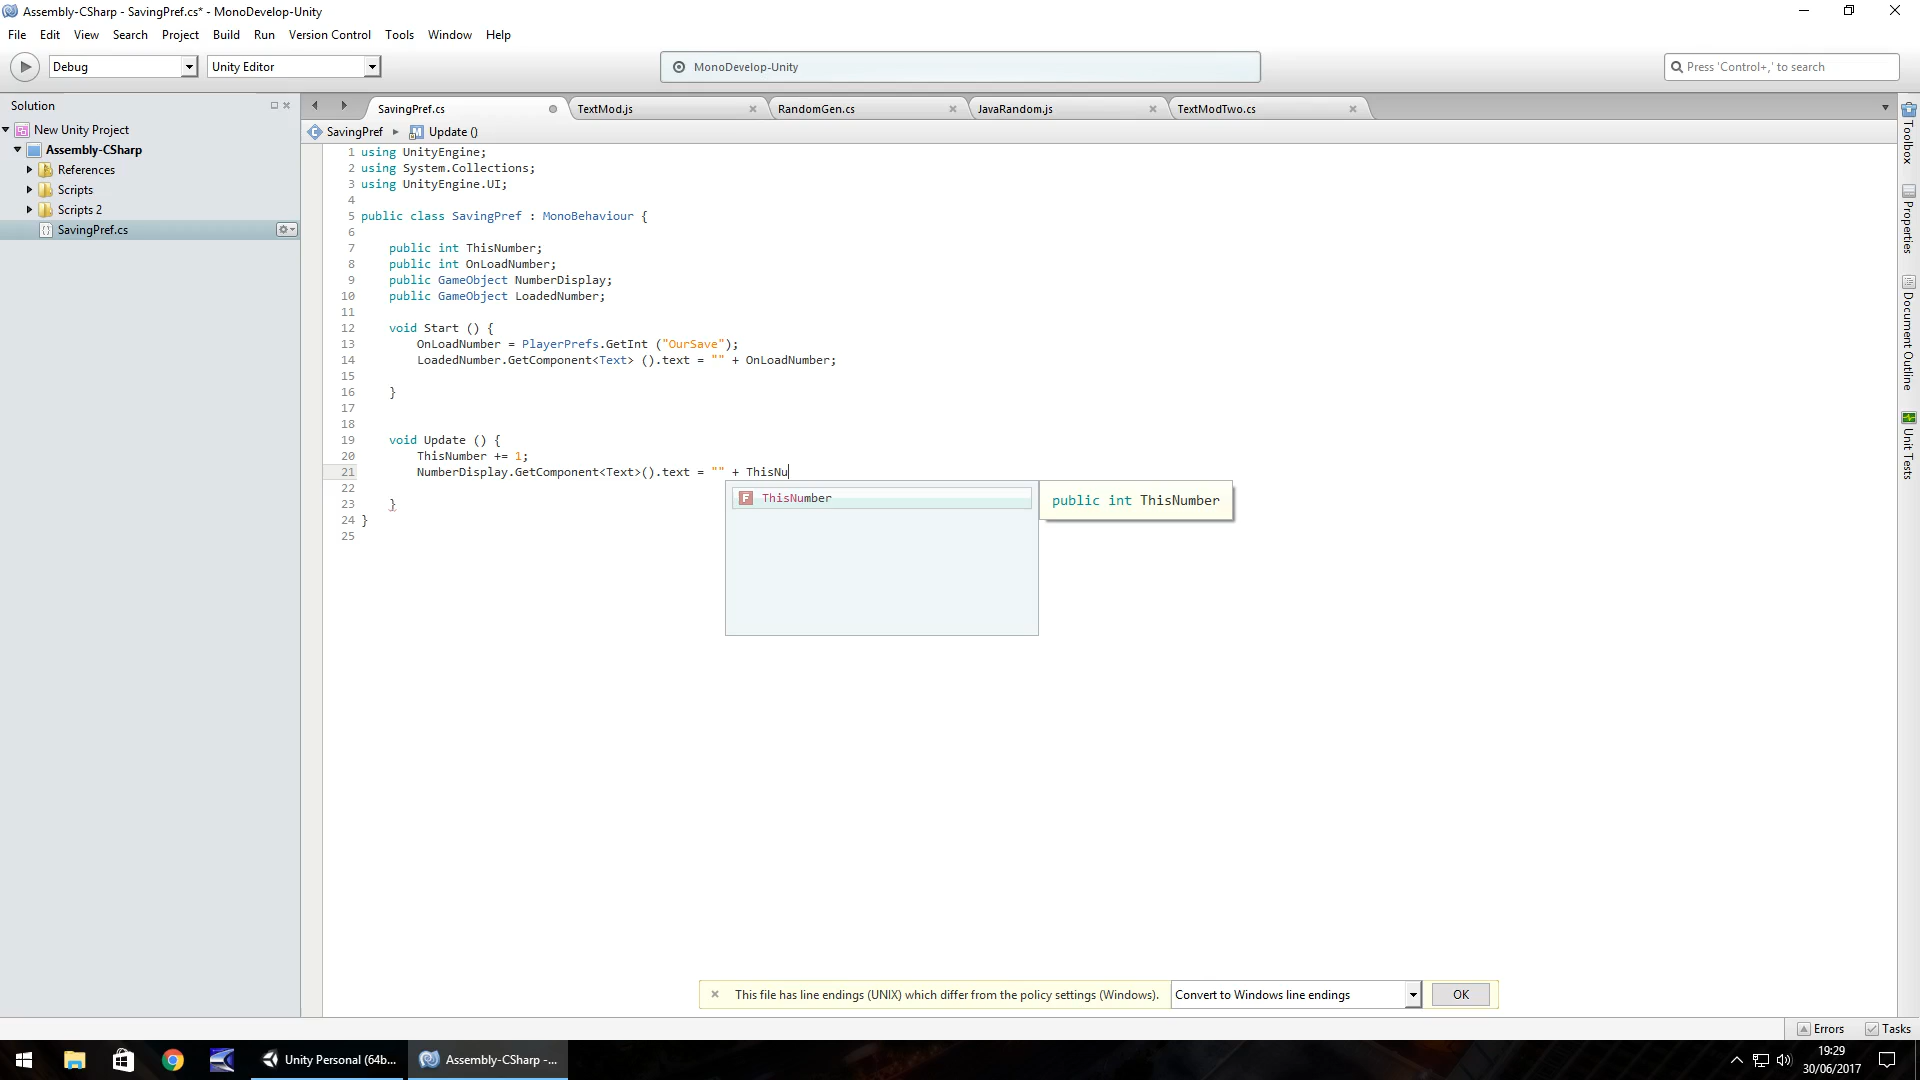 Assembly-CSharp - SavingPref.cs* - MonoDevelop-Unity
File Edit View Search Project Build Run Version Control Tools Window Help
Debug Unity Editor MonoDevelop-Unity Press 'Control+,' to search
Solution
New Unity Project
Assembly-CSharp
References
Scripts
Scripts 2
SavingPref.cs
SavingPref.cs TextMod.js RandomGen.cs JavaRandom.js TextModTwo.cs
SavingPref Update ()
1 using UnityEngine;
2 using System.Collections;
3 using UnityEngine.UI;
4
5 public class SavingPref : MonoBehaviour {
6
7 public int ThisNumber;
8 public int OnLoadNumber;
9 public GameObject NumberDisplay;
10 public GameObject LoadedNumber;
11
12 void Start () {
13 OnLoadNumber = PlayerPrefs.GetInt ("OurSave");
14 LoadedNumber.GetComponent<Text> ().text = "" + OnLoadNumber;
15
16 }
17
18
19 void Update () {
20 ThisNumber += 1;
21 NumberDisplay.GetComponent<Text>().text = "" + ThisNu
22
23 }
24 }
25
F ThisNumber
public int ThisNumber
Toolbox
Properties
Document Outline
Unit Tests
This file has line endings (UNIX) which differ from the policy settings (Windows). Convert to Windows line endings OK
Errors Tasks
Unity Personal (64b... Assembly-CSharp -...
19:29
30/06/2017